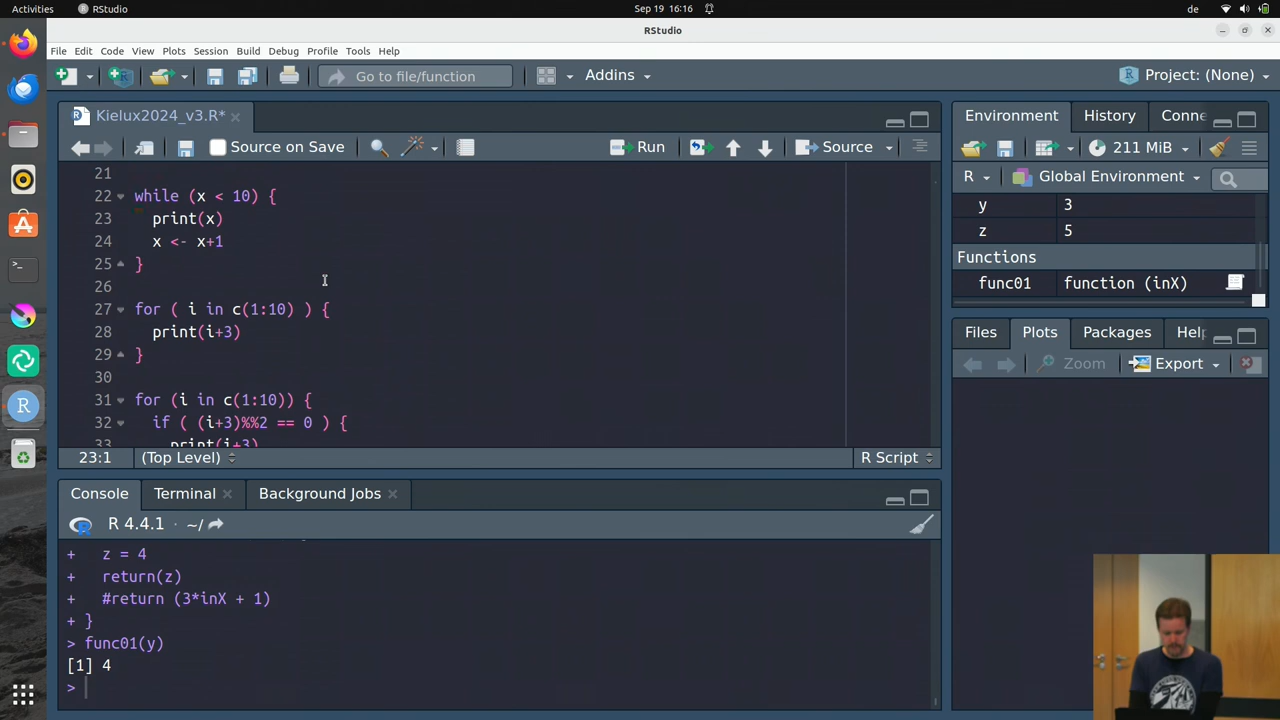 Activities
RStudio
Sep 19 16:16
de
RStudio
File Edit Code View Plots Session Build Debug Profile Tools Help
Go to file/function
Addins
Project: (None)
Kielux2024_v3.R*
Source on Save
Run
Source
21
22 while (x < 10) {
23 print(x)
24 x <- x+1
25 }
26
27 for ( i in c(1:10) ) {
28 print(i+3)
29 }
30
31 for (i in c(1:10)) {
32 if ( (i+3)%%2 == 0 ) {
33 print(i+3)
23:1 (Top Level) R Script
Console Terminal Background Jobs
R 4.4.1 · ~/
+ z = 4
+ return(z)
+ #return (3*inX + 1)
+ }
> func01(y)
[1] 4
>
Environment History Conne
211 MiB
R Global Environment
y 3
z 5
Functions
func01 function (inX)
Files Plots Packages Help
Zoom Export